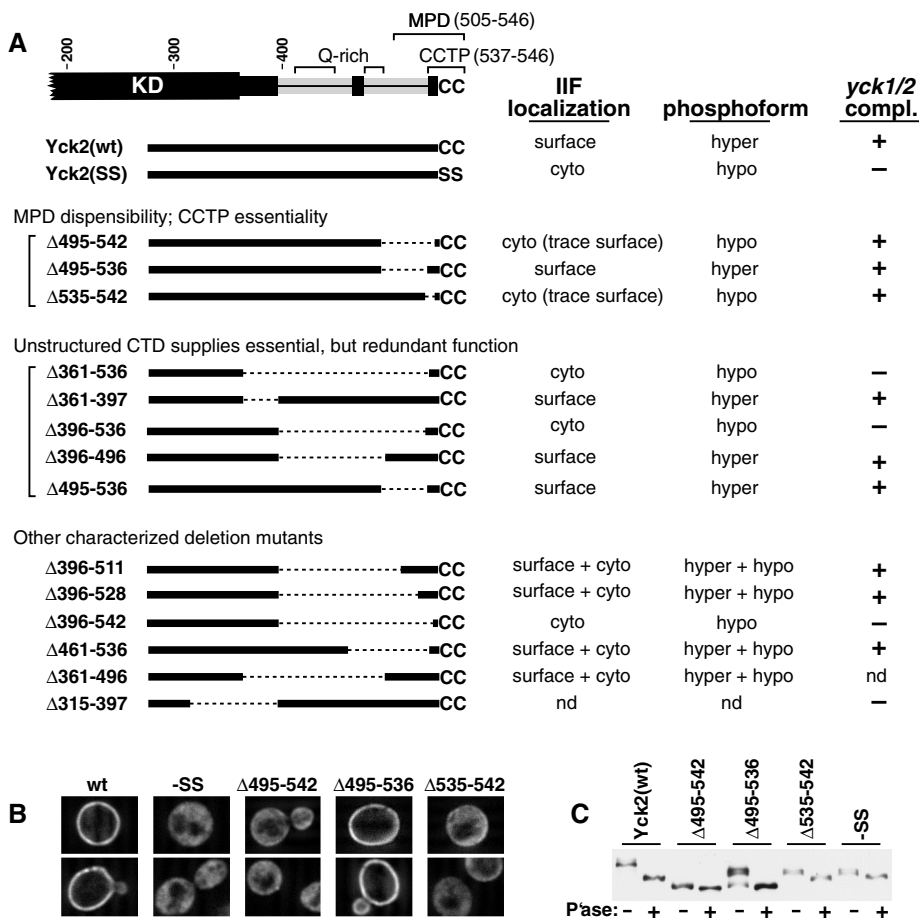 A
MPD (505-546)
-200
-300
-400
Q-rich
CCTP (537-546)
KD
CC
IIF localization
phosphoform
yck1/2 compl.
Yck2(wt) CC surface hyper +
Yck2(SS) SS cyto hypo –
MPD dispensibility; CCTP essentiality
Δ495-542 CC cyto (trace surface) hypo +
Δ495-536 CC surface hyper +
Δ535-542 CC cyto (trace surface) hypo +
Unstructured CTD supplies essential, but redundant function
Δ361-536 CC cyto hypo –
Δ361-397 CC surface hyper +
Δ396-536 CC cyto hypo –
Δ396-496 CC surface hyper +
Δ495-536 CC surface hyper +
Other characterized deletion mutants
Δ396-511 CC surface + cyto hyper + hypo +
Δ396-528 CC surface + cyto hyper + hypo +
Δ396-542 CC cyto hypo –
Δ461-536 CC surface + cyto hyper + hypo +
Δ361-496 CC surface + cyto hyper + hypo nd
Δ315-397 CC nd nd –
B
wt -SS Δ495-542 Δ495-536 Δ535-542
C
Yck2(wt) Δ495-542 Δ495-536 Δ535-542 -SS
P'ase: – + – + – + – + – +